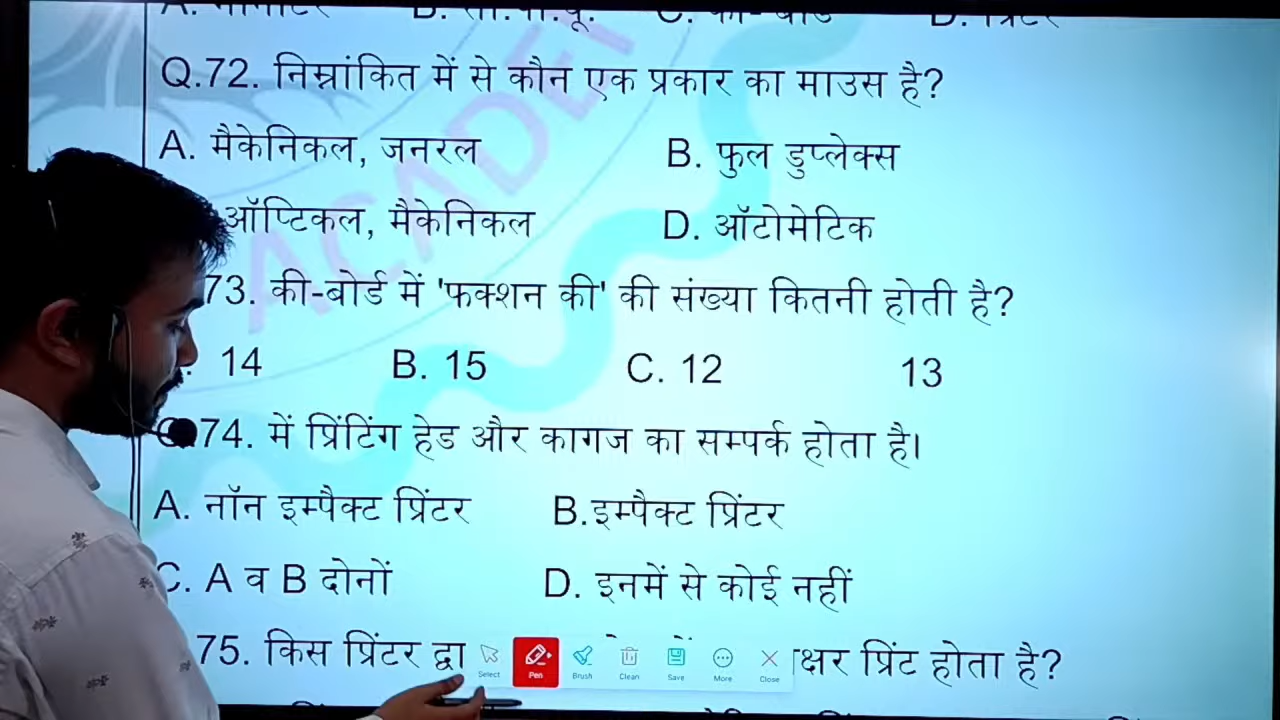 Q.72. निम्नांकित में से कौन एक प्रकार का माउस है?
A. मैकेनिकल, जनरल B. फुल डुप्लेक्स
ऑप्टिकल, मैकेनिकल D. ऑटोमेटिक
73. की-बोर्ड में 'फक्शन की' की संख्या कितनी होती है?
14 B. 15 C. 12 13
74. में प्रिंटिंग हेड और कागज का सम्पर्क होता है।
A. नॉन इम्पैक्ट प्रिंटर B.इम्पैक्ट प्रिंटर
C. A व B दोनों D. इनमें से कोई नहीं
75. किस प्रिंटर द्वा क्षर प्रिंट होता है?
Select Pen Brush Clean Save More Close
ACADE